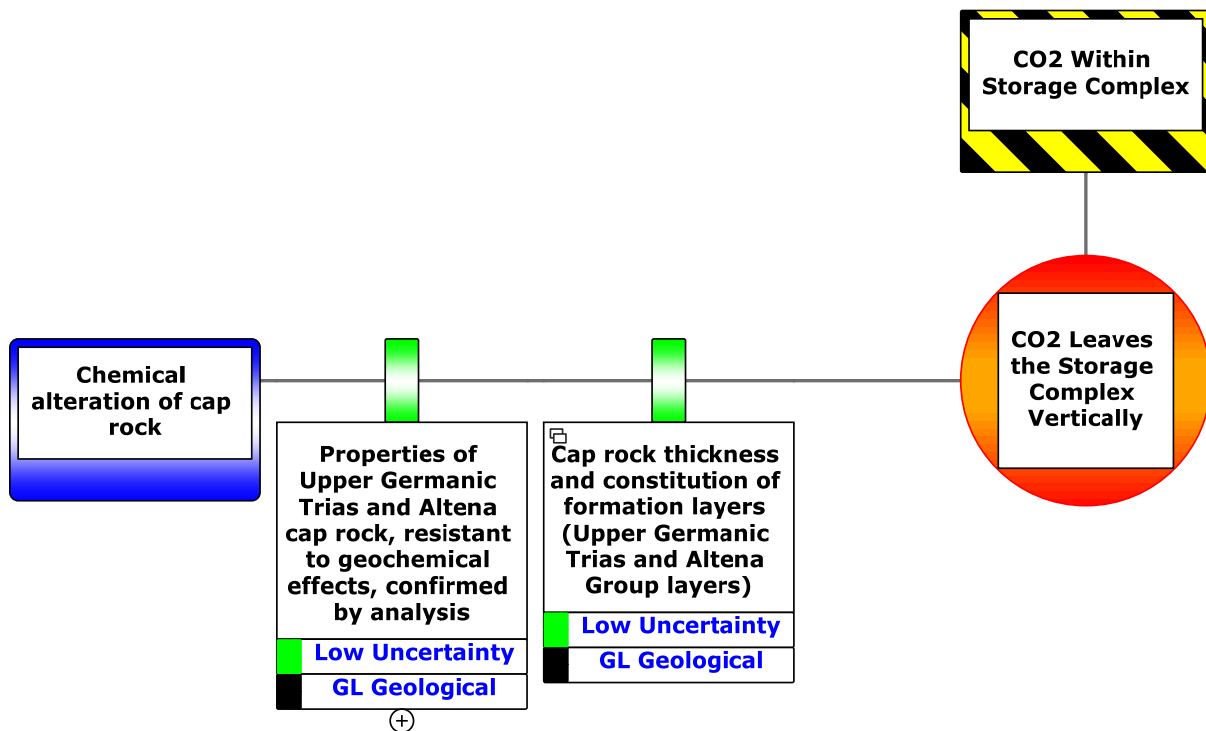 CO2 Within
Storage Complex
CO2 Leaves
the Storage
Complex
Vertically
Chemical
alteration of cap
rock
Properties of
Upper Germanic
Trias and Altena
cap rock, resistant
to geochemical
effects, confirmed
by analysis
Low Uncertainty
GL Geological
Cap rock thickness
and constitution of
formation layers
(Upper Germanic
Trias and Altena
Group layers)
Low Uncertainty
GL Geological